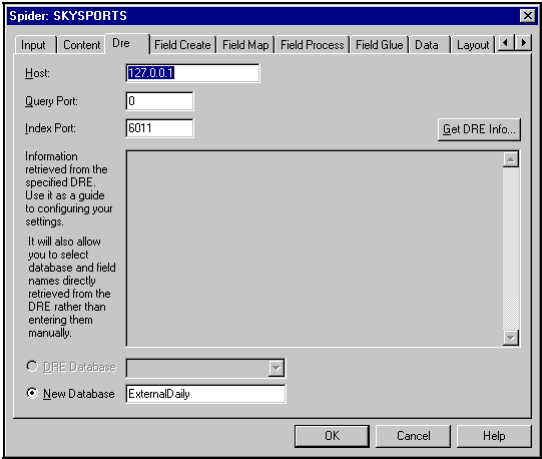 Spider: SKYSPORTS
Input Content Dre Field Create Field Map Field Process Field Glue Data Layout
Host: 127.0.0.1
Query Port: 0
Index Port: 6011
Get DRE Info...
Information
retrieved from the
specified DRE.
Use it as a guide
to configuring your
settings.
It will also allow
you to select
database and field
names directly
retrieved from the
DRE rather than
entering them
manually.
DRE Database
New Database ExternalDaily
OK Cancel Help